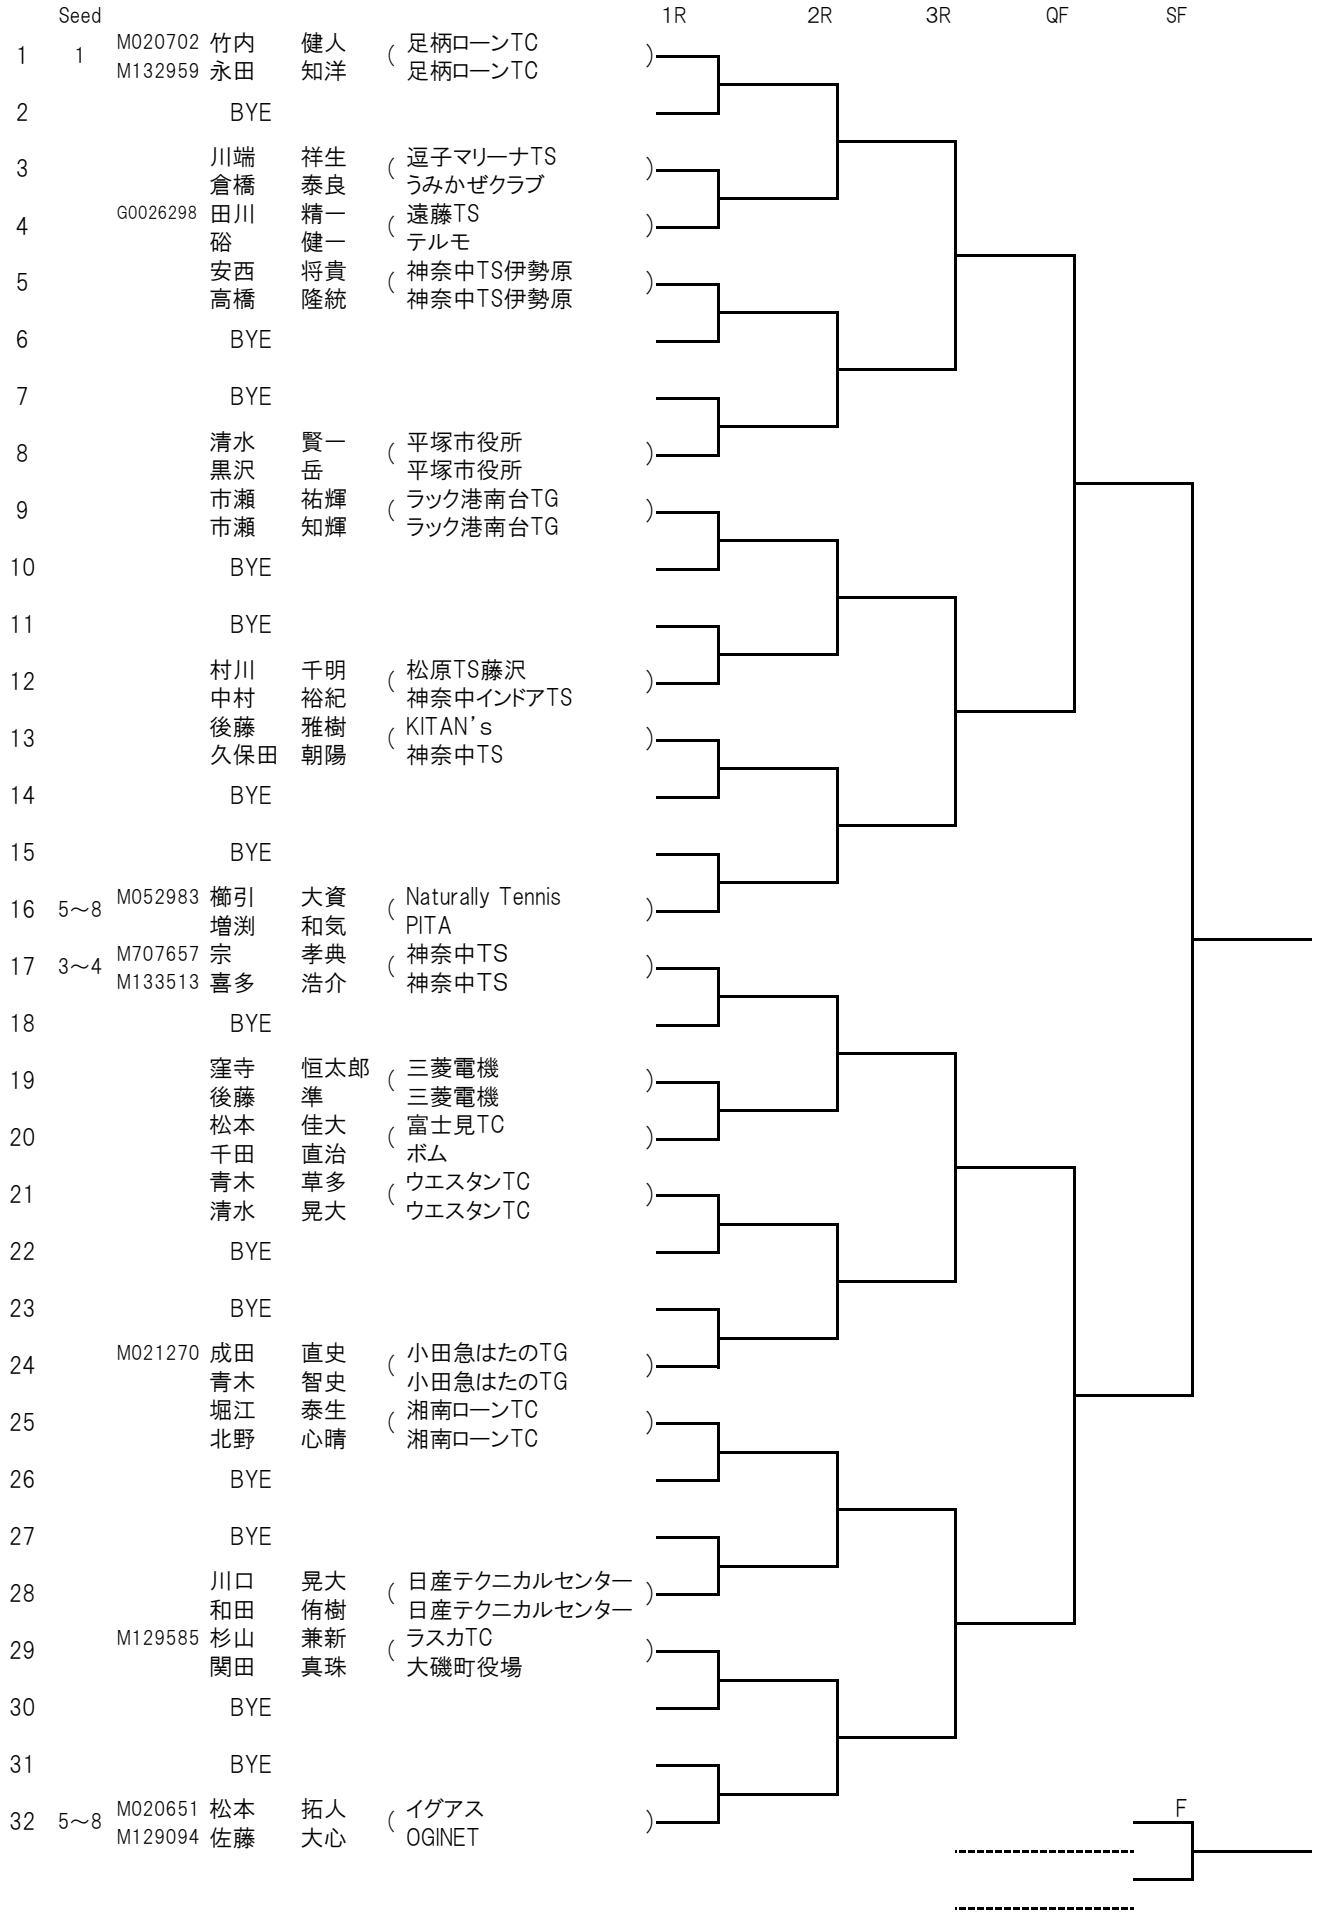 Seed 1R 2R 3R QF SF
M020702 竹内 健人 足柄ローンTC
1 1 ( )
M132959 永田 知洋 足柄ローンTC
2 BYE
川端 祥生 逗子マリーナTS
3 ( )
倉橋 泰良 うみかぜクラブ
G0026298 田川 精一 遠藤TS
4 ( )
硲 健一 テルモ
安西 将貴 神奈中TS伊勢原
5 ( )
高橋 隆統 神奈中TS伊勢原
6 BYE
7 BYE
清水 賢一 平塚市役所
8 ( )
黒沢 岳 平塚市役所
市瀬 祐輝 ラック港南台TG
9 ( )
市瀬 知輝 ラック港南台TG
10 BYE
11 BYE
村川 千明 松原TS藤沢
12 ( )
中村 裕紀 神奈中インドアTS
後藤 雅樹 KITAN’s
13 ( )
久保田 朝陽 神奈中TS
14 BYE
15 BYE
M052983 櫛引 大資 Naturally Tennis
16 5～8 ( )
増渕 和気 PITA
M707657 宗 孝典 神奈中TS
17 3～4 ( )
M133513 喜多 浩介 神奈中TS
18 BYE
窪寺 恒太郎 三菱電機
19 ( )
後藤 準 三菱電機
松本 佳大 富士見TC
20 ( )
千田 直治 ボム
青木 草多 ウエスタンTC
21 ( )
清水 晃大 ウエスタンTC
22 BYE
23 BYE
M021270 成田 直史 小田急はたのTG
24 ( )
青木 智史 小田急はたのTG
堀江 泰生 湘南ローンTC
25 ( )
北野 心晴 湘南ローンTC
26 BYE
27 BYE
川口 晃大 日産テクニカルセンター
28 ( )
和田 侑樹 日産テクニカルセンター
M129585 杉山 兼新 ラスカTC
29 ( )
関田 真珠 大磯町役場
30 BYE
31 BYE
M020651 松本 拓人 イグアス F
32 5～8 ( )
M129094 佐藤 大心 OGINET